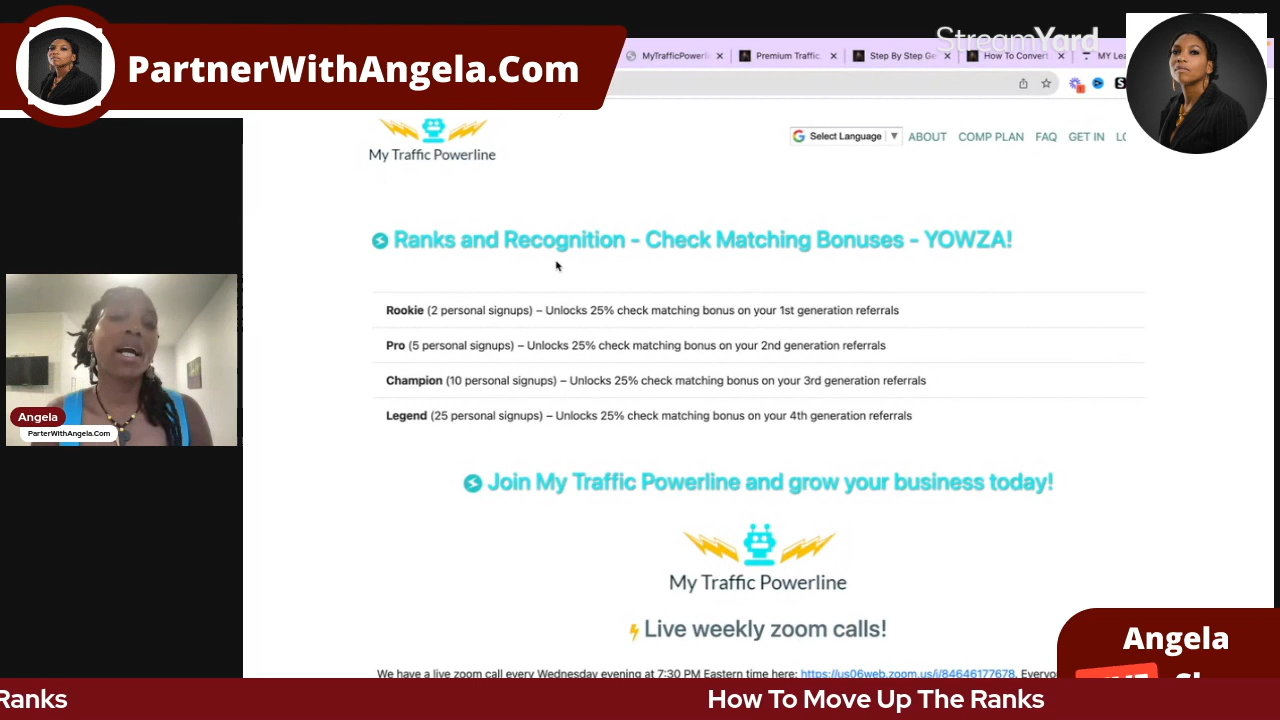 PartnerWithAngela.Com
StreamYard
MyTrafficPowerli
Premium Traffic
Step By Step Ge
How To Convert
MY Lea
My Traffic Powerline
Select Language
ABOUT
COMP PLAN
FAQ
GET IN
Ranks and Recognition - Check Matching Bonuses - YOWZA!
Rookie (2 personal signups) – Unlocks 25% check matching bonus on your 1st generation referrals
Pro (5 personal signups) – Unlocks 25% check matching bonus on your 2nd generation referrals
Champion (10 personal signups) – Unlocks 25% check matching bonus on your 3rd generation referrals
Legend (25 personal signups) – Unlocks 25% check matching bonus on your 4th generation referrals
Angela
ParterWithAngela.Com
Join My Traffic Powerline and grow your business today!
My Traffic Powerline
Live weekly zoom calls!
We have a live zoom call every Wednesday evening at 7:30 PM Eastern time here: https://us06web.zoom.us/j/84646177678. Everyo
Angela
Ranks
How To Move Up The Ranks